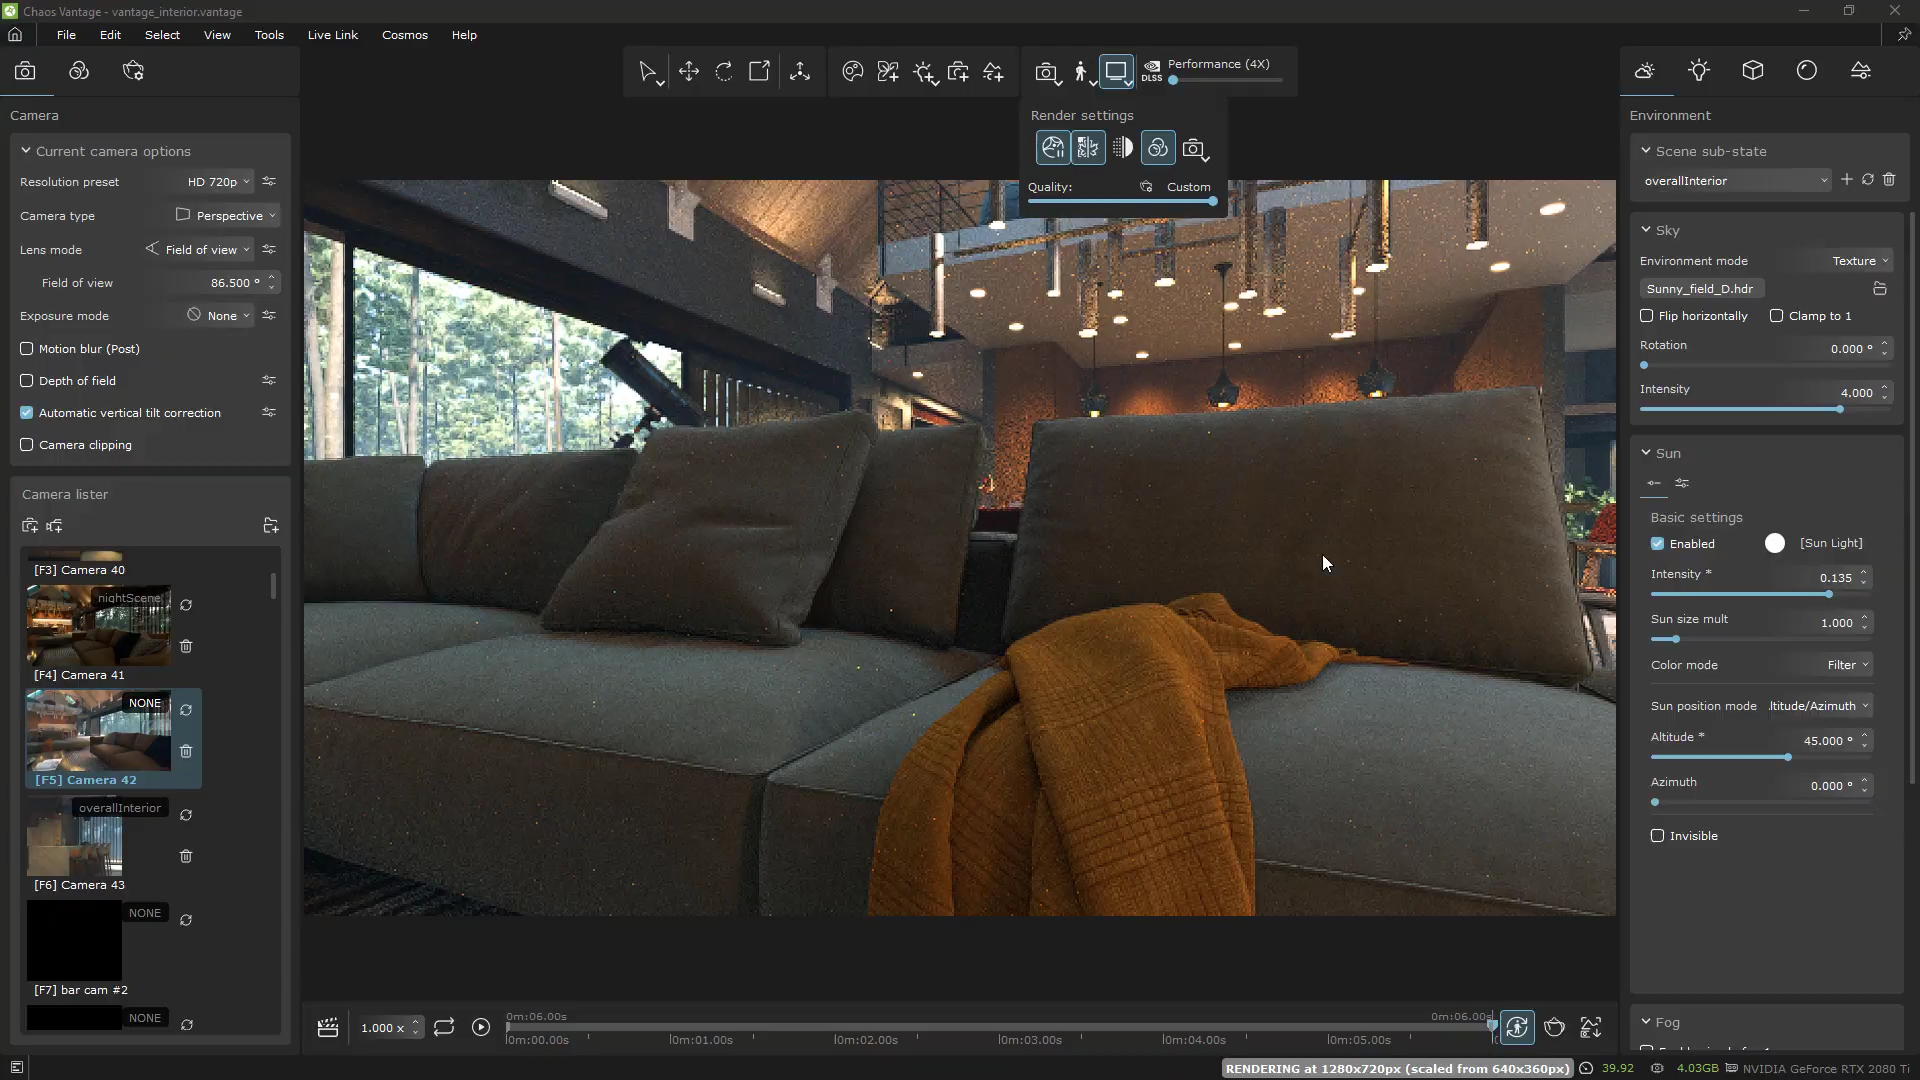 Chaos Vantage - vantage_interior.vantage
File Edit Select View Tools Live Link Cosmos Help
DLSS Performance (4X)
Camera
Current camera options
Resolution preset HD 720p
Camera type Perspective
Lens mode Field of view
Field of view 86.500 °
Exposure mode None
Motion blur (Post)
Depth of field
Automatic vertical tilt correction
Camera clipping
Camera lister
[F3] Camera 40
nightScene
[F4] Camera 41
NONE
[F5] Camera 42
overallInterior
[F6] Camera 43
NONE
[F7] bar cam #2
NONE
Render settings
Quality: Custom
Environment
Scene sub-state
overallInterior
Sky
Environment mode Texture
Sunny_field_D.hdr
Flip horizontally Clamp to 1
Rotation 0.000 °
Intensity 4.000
Sun
Basic settings
Enabled [Sun Light]
Intensity * 0.135
Sun size mult 1.000
Color mode Filter
Sun position mode ltitude/Azimuth
Altitude * 45.000 °
Azimuth 0.000 °
Invisible
Fog
1.000 x
0m:06.00s 0m:06.00s
0m:00.00s 0m:01.00s 0m:02.00s 0m:03.00s 0m:04.00s 0m:05.00s
RENDERING at 1280x720px (scaled from 640x360px) 39.92 4.03GB NVIDIA GeForce RTX 2080 Ti